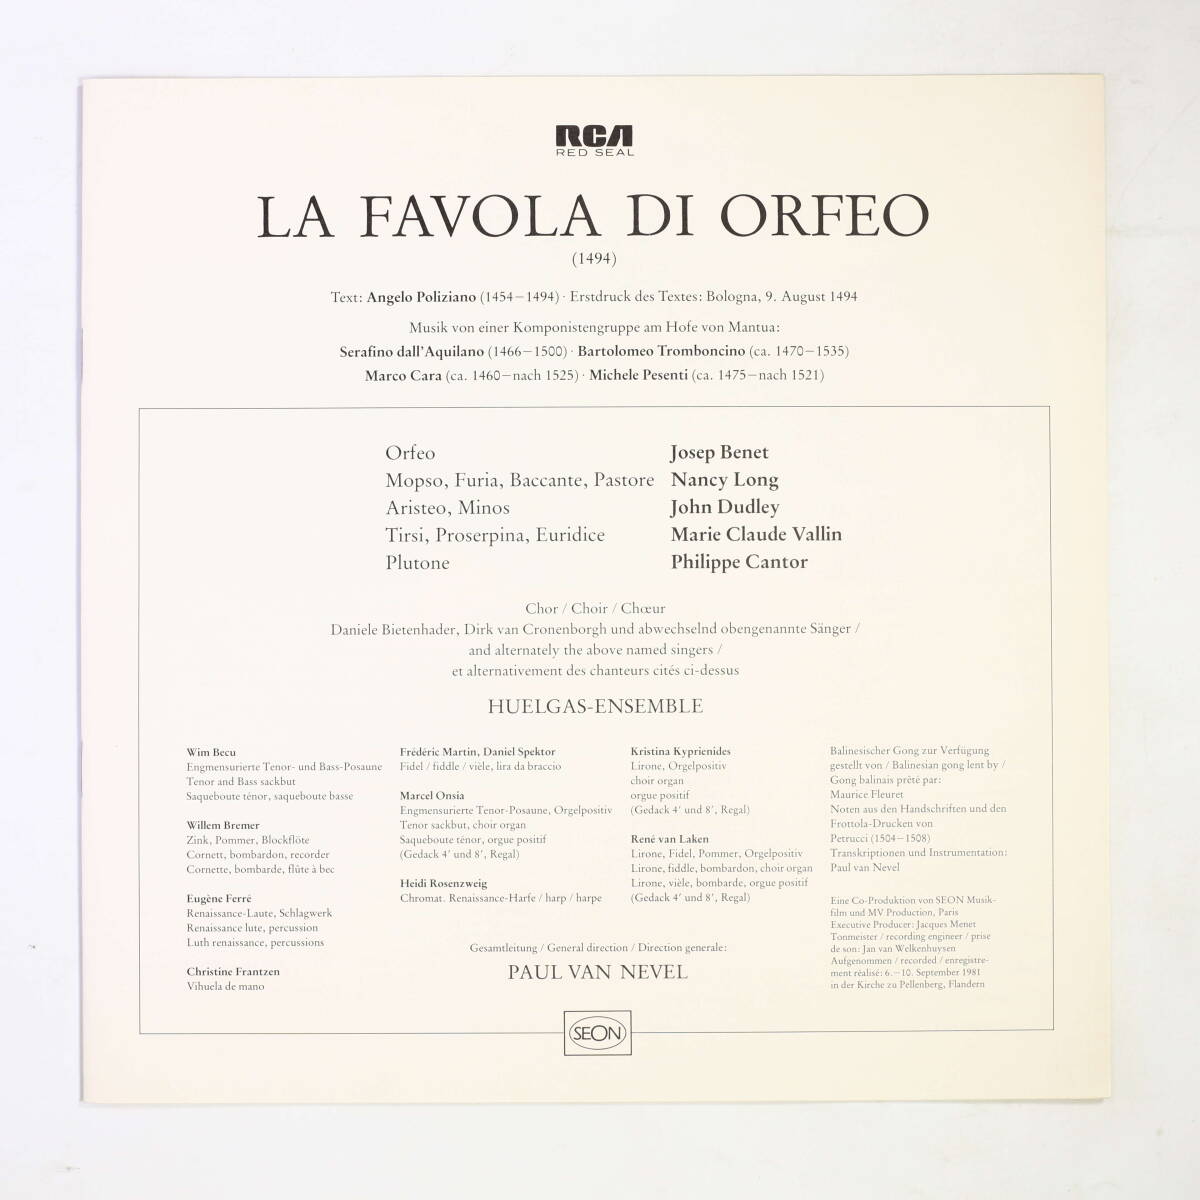 RCA
RED SEAL
LA FAVOLA DI ORFEO
(1494)
Text: Angelo Poliziano (1454–1494) · Erstdruck des Textes: Bologna, 9. August 1494
Musik von einer Komponistengruppe am Hofe von Mantua:
Serafino dall'Aquilano (1466–1500) · Bartolomeo Tromboncino (ca. 1470–1535)
Marco Cara (ca. 1460–nach 1525) · Michele Pesenti (ca. 1475–nach 1521)
Orfeo Josep Benet
Mopso, Furia, Baccante, Pastore Nancy Long
Aristeo, Minos John Dudley
Tirsi, Proserpina, Euridice Marie Claude Vallin
Plutone Philippe Cantor
Chor / Choir / Chœur
Daniele Bietenhader, Dirk van Cronenborgh und abwechselnd obengenannte Sänger /
and alternately the above named singers /
et alternativement des chanteurs cités ci-dessus
HUELGAS-ENSEMBLE
Wim Becu
Engmensurierte Tenor- und Bass-Posaune
Tenor and Bass sackbut
Saqueboute ténor, saqueboute basse
Willem Bremer
Zink, Pommer, Blockflöte
Cornett, bombardon, recorder
Cornette, bombarde, flûte à bec
Eugène Ferré
Renaissance-Laute, Schlagwerk
Renaissance lute, percussion
Luth renaissance, percussions
Christine Frantzen
Vihuela de mano
Frédéric Martin, Daniel Spektor
Fidel / fiddle / vièle, lira da braccio
Marcel Onsia
Engmensurierte Tenor-Posaune, Orgelpositiv
Tenor sackbut, choir organ
Saqueboute ténor, orgue positif
(Gedack 4' und 8', Regal)
Heidi Rosenzweig
Chromat. Renaissance-Harfe / harp / harpe
Kristina Kyprienides
Lirone, Orgelpositiv
choir organ
orgue positif
(Gedack 4' und 8', Regal)
René van Laken
Lirone, Fidel, Pommer, Orgelpositiv
Lirone, fiddle, bombardon, choir organ
Lirone, vièle, bombarde, orgue positif
(Gedack 4' und 8', Regal)
Balinesischer Gong zur Verfügung
gestellt von / Balinesian gong lent by /
Gong balinais prêté par:
Maurice Fleuret
Noten aus den Handschriften und den
Frottola-Drucken von
Petrucci (1504–1508)
Transkriptionen und Instrumentation:
Paul van Nevel
Eine Co-Produktion von SEON Musik-
film und MV Production, Paris
Executive Producer: Jacques Menet
Tonmeister / recording engineer / prise
de son: Jan van Welkenhuysen
Aufgenommen / recorded / enregistre-
ment réalisé: 6.–10. September 1981
in der Kirche zu Pellenberg, Flandern
Gesamtleitung / General direction / Direction generale:
PAUL VAN NEVEL
SEON